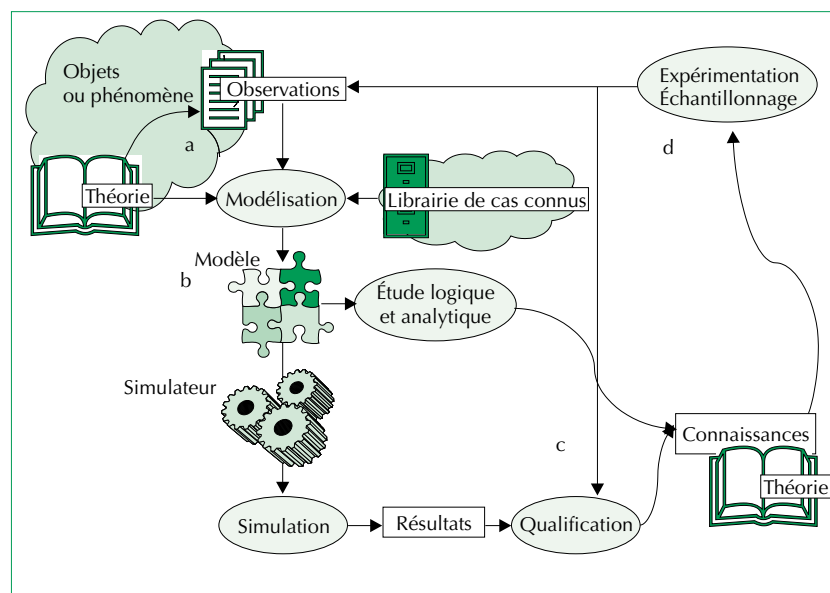 Objets
ou phénomène
Observations
Expérimentation
Échantillonnage
a
d
Théorie
Modélisation
Librairie de cas connus
Modèle
b
Étude logique
et analytique
Simulateur
c
Connaissances
Théorie
Simulation
Résultats
Qualification